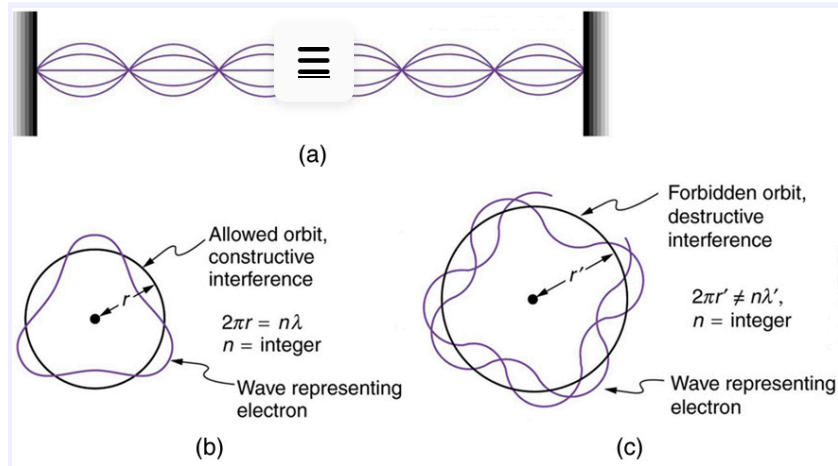 (a)
Allowed orbit,
constructive
interference
r
2πr = nλ
n = integer
Wave representing
electron
(b)
Forbidden orbit,
destructive
interference
r′
2πr′ ≠ nλ′,
n = integer
Wave representing
electron
(c)